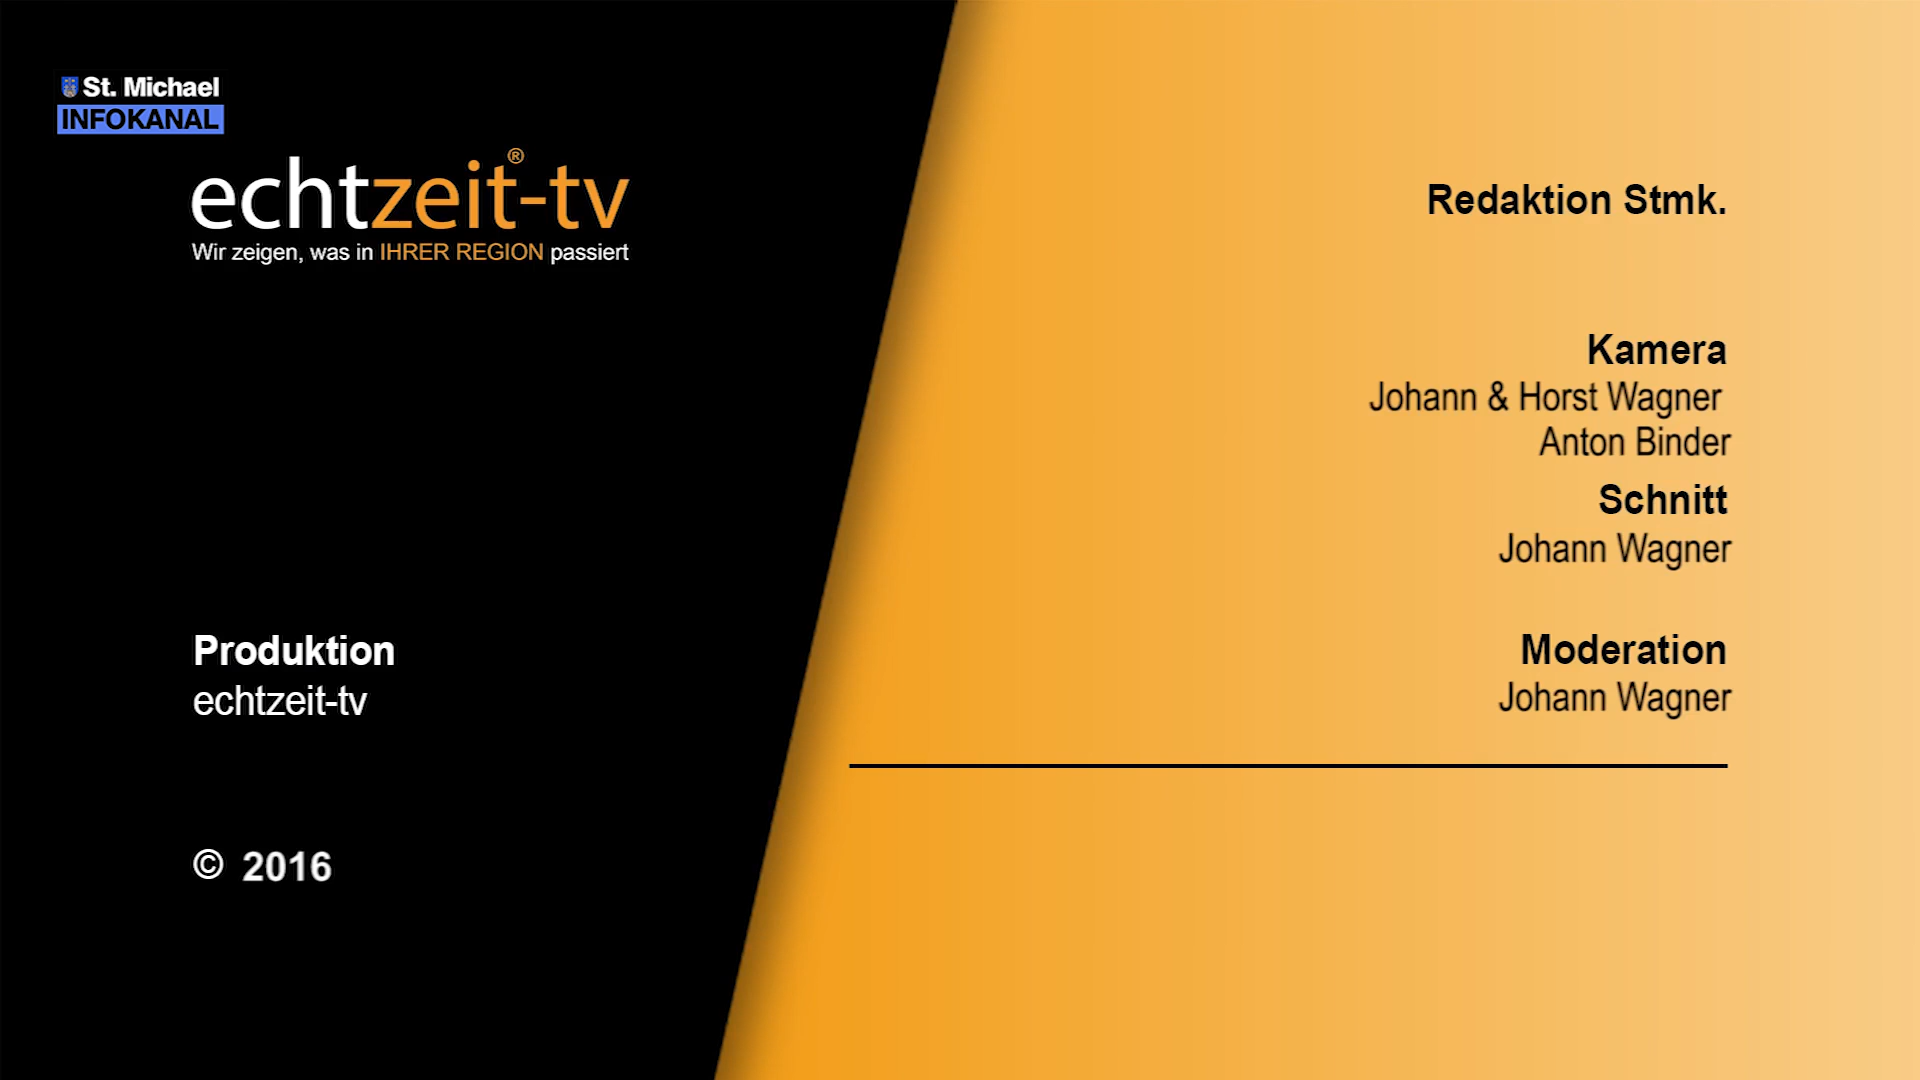 St. Michael
INFOKANAL
echtzeit-tv®
Wir zeigen, was in IHRER REGION passiert
Produktion
echtzeit-tv
© 2016
Redaktion Stmk.
Kamera
Johann & Horst Wagner
Anton Binder
Schnitt
Johann Wagner
Moderation
Johann Wagner